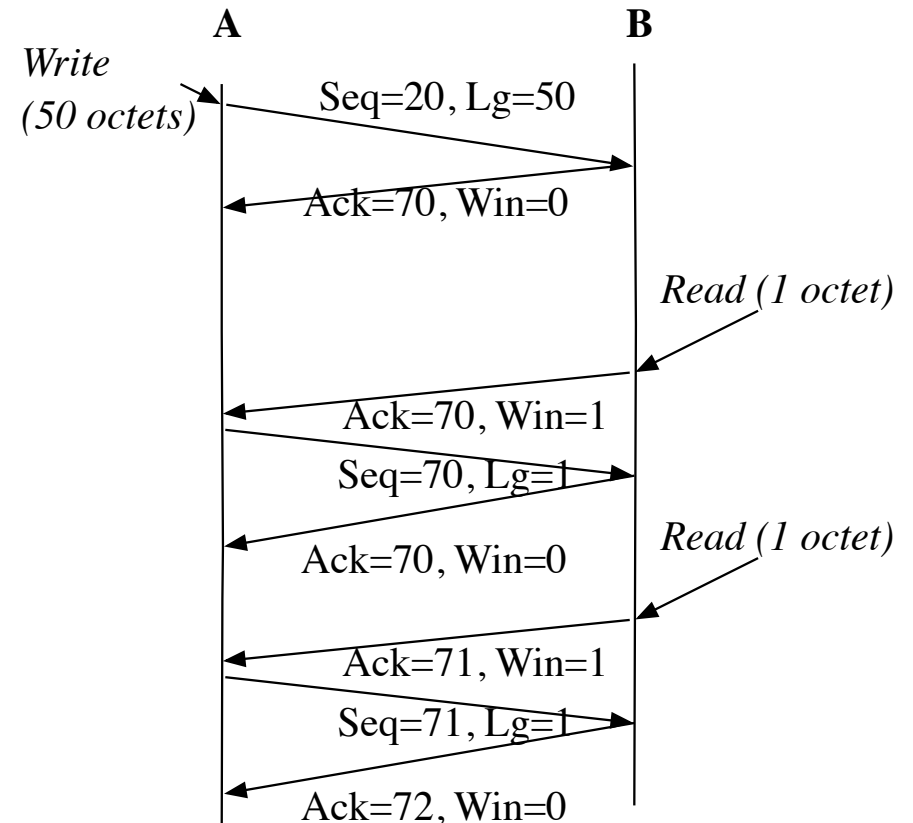 A
B
Write
(50 octets)
Seq=20, Lg=50
Ack=70, Win=0
Read (1 octet)
Ack=70, Win=1
Seq=70, Lg=1
Ack=70, Win=0
Read (1 octet)
Ack=71, Win=1
Seq=71, Lg=1
Ack=72, Win=0